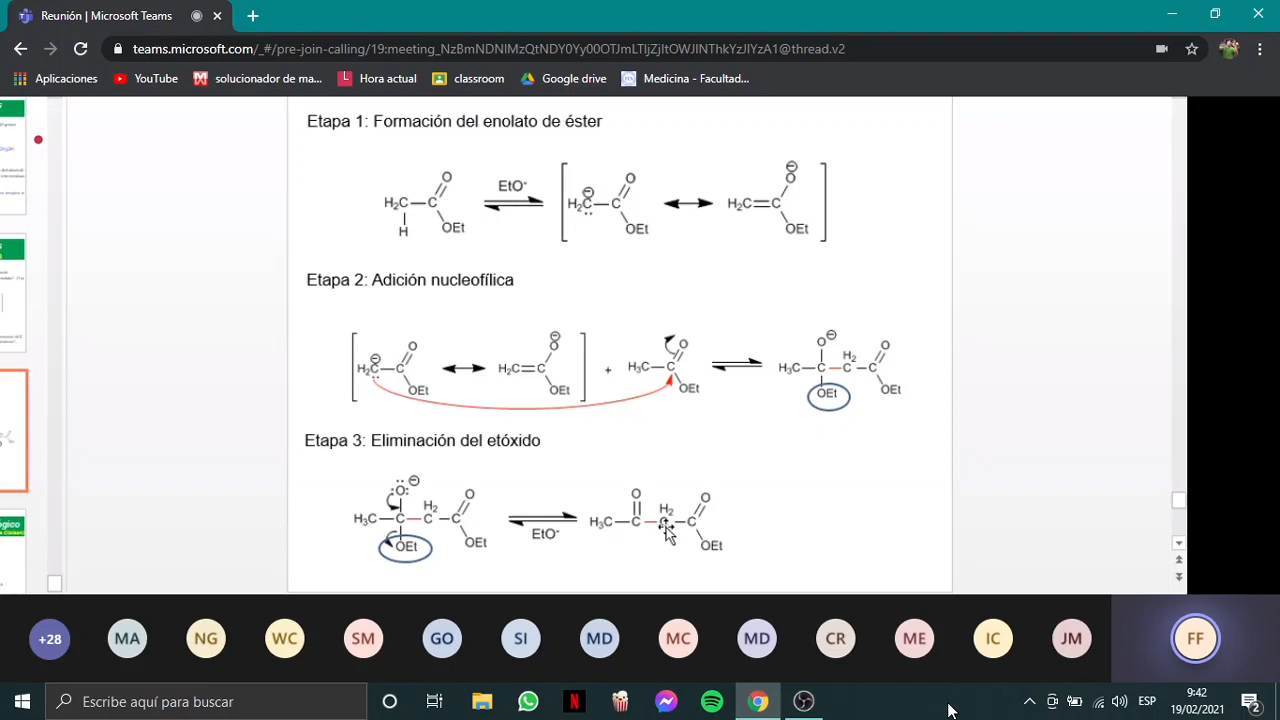 Reunión | Microsoft Teams
teams.microsoft.com/_#/pre-join-calling/19:meeting_NzBmNDNlMzQtNDY0Yy00OTJmLTljZjItOWJlNThkYzJlYzA1@thread.v2
Aplicaciones YouTube solucionador de ma... Hora actual classroom Google drive Medicina - Facultad...
Etapa 1: Formación del enolato de éster
H₂C—C O OEt H
EtO⁻
H₂C—C O OEt
H₂C=C O OEt
Etapa 2: Adición nucleofílica
H₂C—C O OEt
H₂C=C O OEt
+
H₃C—C O OEt
H₃C—C—C—C O H₂ O OEt OEt
Etapa 3: Eliminación del etóxido
H₃C—C—C—C O H₂ O OEt OEt
EtO⁻
H₃C—C—C—C O H₂ O OEt
ógico
+28 MA NG WC SM GO SI MD MC MD CR ME IC JM FF
Escribe aquí para buscar
ESP
9:42
19/02/2021
2